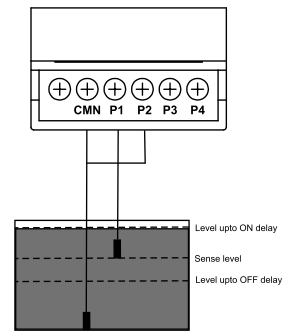 CMN P1 P2 P3 P4
Level upto ON delay
Sense level
Level upto OFF delay